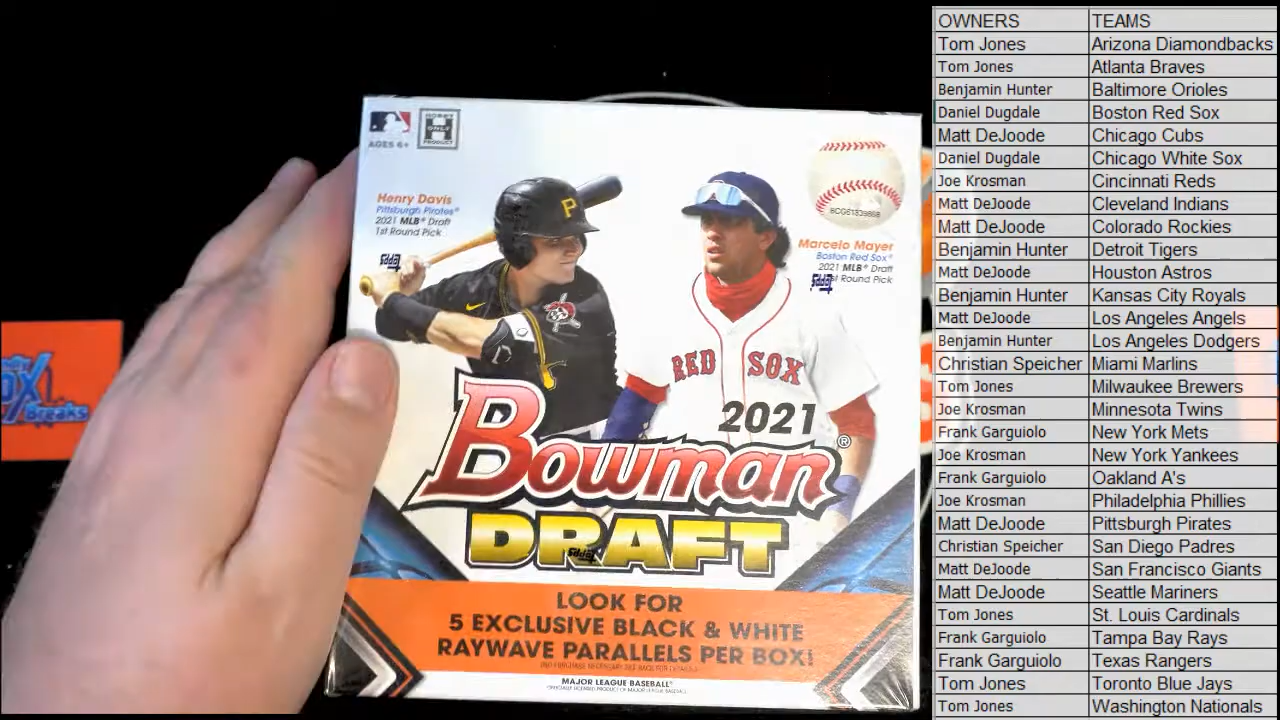 AGES 6+
HOBBY
ONLY
PRODUCT
Henry Davis
Pittsburgh Pirates®
2021 MLB® Draft
1st Round Pick
topps
P
8CG61839868
Marcelo Mayer
Boston Red Sox®
2021 MLB® Draft
1st Round Pick
topps
RED SOX
2021
Bowman®
DRAFT
topps
LOOK FOR
5 EXCLUSIVE BLACK & WHITE
RAYWAVE PARALLELS PER BOX!
MAJOR LEAGUE BASEBALL®
OX
Breaks
OWNERS TEAMS
Tom Jones Arizona Diamondbacks
Tom Jones Atlanta Braves
Benjamin Hunter Baltimore Orioles
Daniel Dugdale Boston Red Sox
Matt DeJoode Chicago Cubs
Daniel Dugdale Chicago White Sox
Joe Krosman Cincinnati Reds
Matt DeJoode Cleveland Indians
Matt DeJoode Colorado Rockies
Benjamin Hunter Detroit Tigers
Matt DeJoode Houston Astros
Benjamin Hunter Kansas City Royals
Matt DeJoode Los Angeles Angels
Benjamin Hunter Los Angeles Dodgers
Christian Speicher Miami Marlins
Tom Jones Milwaukee Brewers
Joe Krosman Minnesota Twins
Frank Garguiolo New York Mets
Joe Krosman New York Yankees
Frank Garguiolo Oakland A's
Joe Krosman Philadelphia Phillies
Matt DeJoode Pittsburgh Pirates
Christian Speicher San Diego Padres
Matt DeJoode San Francisco Giants
Matt DeJoode Seattle Mariners
Tom Jones St. Louis Cardinals
Frank Garguiolo Tampa Bay Rays
Frank Garguiolo Texas Rangers
Tom Jones Toronto Blue Jays
Tom Jones Washington Nationals